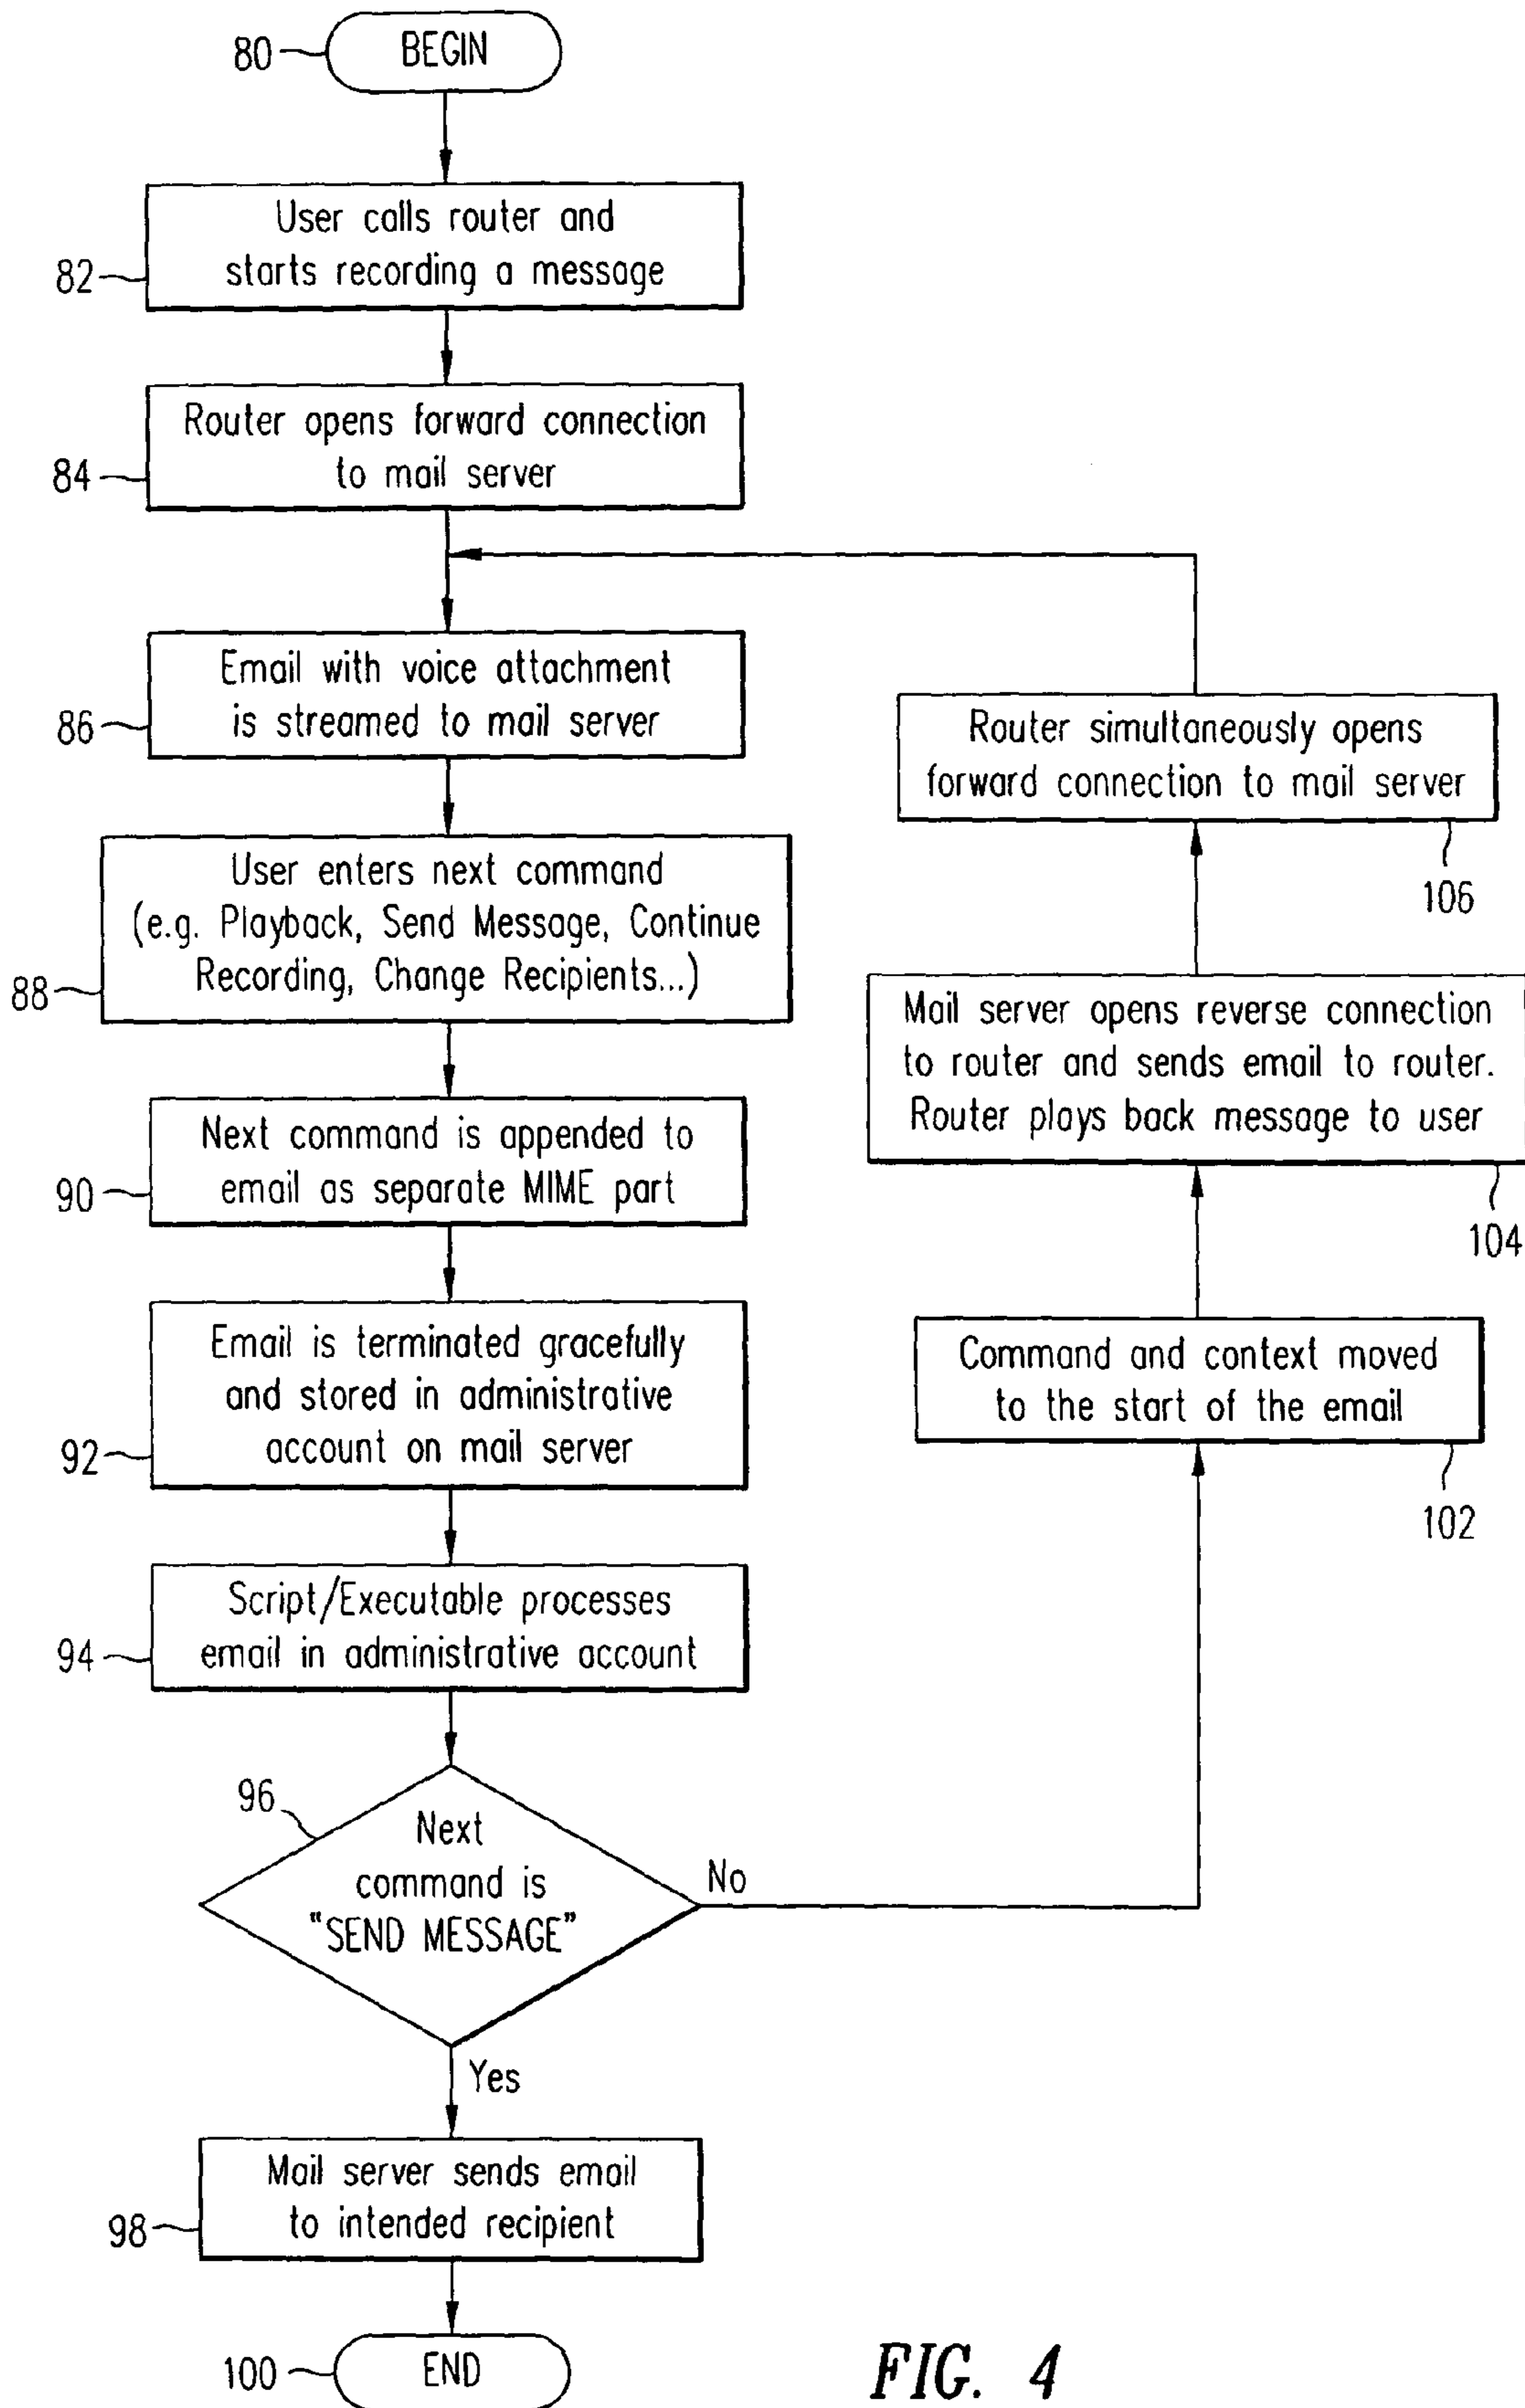 80
BEGIN
User calls router and
starts recording a message
82
Router opens forward connection
to mail server
84
Email with voice attachment
is streamed to mail server
86
User enters next command
(e.g. Playback, Send Message, Continue
Recording, Change Recipients...)
88
Next command is appended to
email as separate MIME part
90
Email is terminated gracefully
and stored in administrative
account on mail server
92
Script/Executable processes
email in administrative account
94
96
Next
command is
"SEND MESSAGE"
No
Yes
Mail server sends email
to intended recipient
98
100
END
Command and context moved
to the start of the email
102
Mail server opens reverse connection
to router and sends email to router.
Router plays back message to user
104
Router simultaneously opens
forward connection to mail server
106
FIG. 4